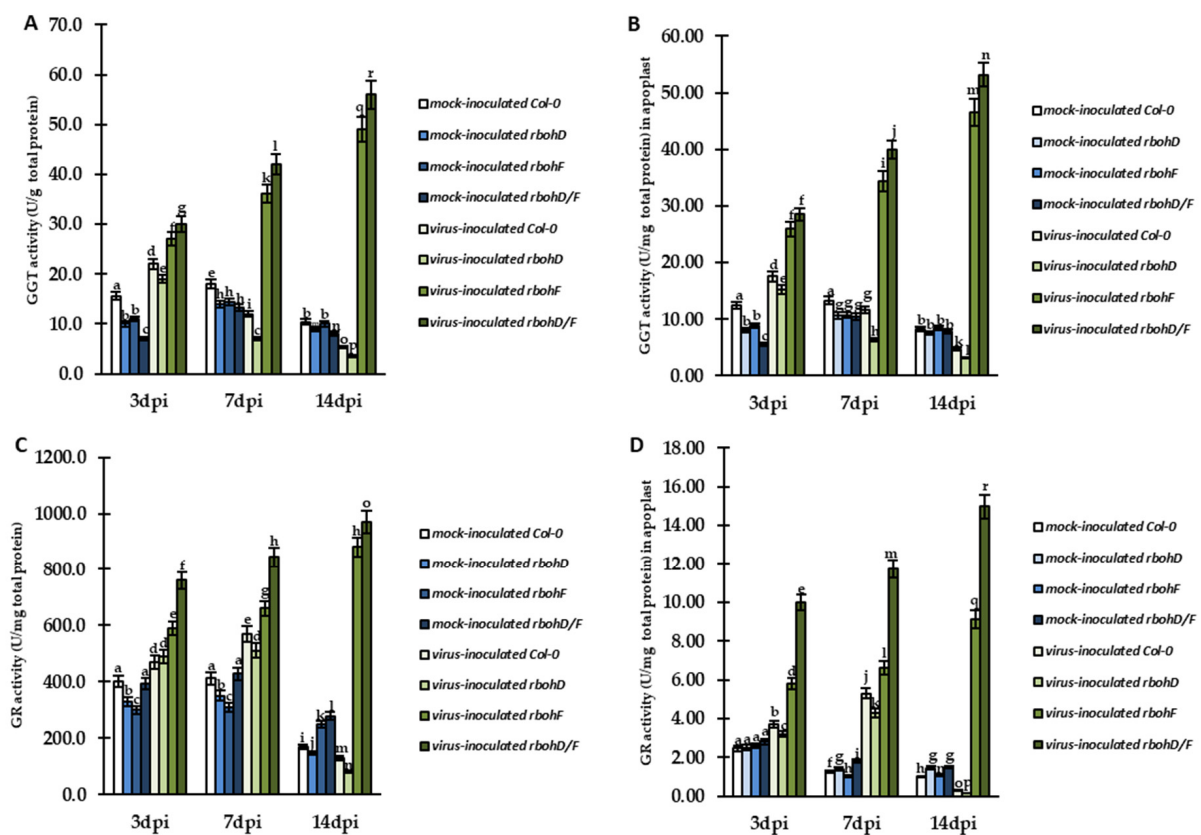 A
GGT activity (U/g total protein)
70.0
60.0
50.0
40.0
30.0
20.0
10.0
0.0
a b b c d e f g
e h h h i c k l
b m b n o p q r
3dpi 7dpi 14dpi
mock-inoculated Col-0
mock-inoculated rbohD
mock-inoculated rbohF
mock-inoculated rbohD/F
virus-inoculated Col-0
virus-inoculated rbohD
virus-inoculated rbohF
virus-inoculated rbohD/F
B
GGT activity (U/mg total protein) in apoplast
60.00
50.00
40.00
30.00
20.00
10.00
0.00
a b b c d e f f
a g g g g h i j
b b b b k l m n
3dpi 7dpi 14dpi
mock-inoculated Col-0
mock-inoculated rbohD
mock-inoculated rbohF
mock-inoculated rbohD/F
virus-inoculated Col-0
virus-inoculated rbohD
virus-inoculated rbohF
virus-inoculated rbohD/F
C
GR activity (U/mg total protein)
1200.0
1000.0
800.0
600.0
400.0
200.0
0.0
a b c a d d e f
a b c a e d g h
i j k l m n h o
3dpi 7dpi 14dpi
mock-inoculated Col-0
mock-inoculated rbohD
mock-inoculated rbohF
mock-inoculated rbohD/F
virus-inoculated Col-0
virus-inoculated rbohD
virus-inoculated rbohF
virus-inoculated rbohD/F
D
GR activity (U/mg total protein) in apoplast
18.00
16.00
14.00
12.00
10.00
8.00
6.00
4.00
2.00
0.00
a a a a b c d e
f g h i j k l m
h g g o p q r
3dpi 7dpi 14dpi
mock-inoculated Col-0
mock-inoculated rbohD
mock-inoculated rbohF
mock-inoculated rbohD/F
virus-inoculated Col-0
virus-inoculated rbohD
virus-inoculated rbohF
virus-inoculated rbohD/F